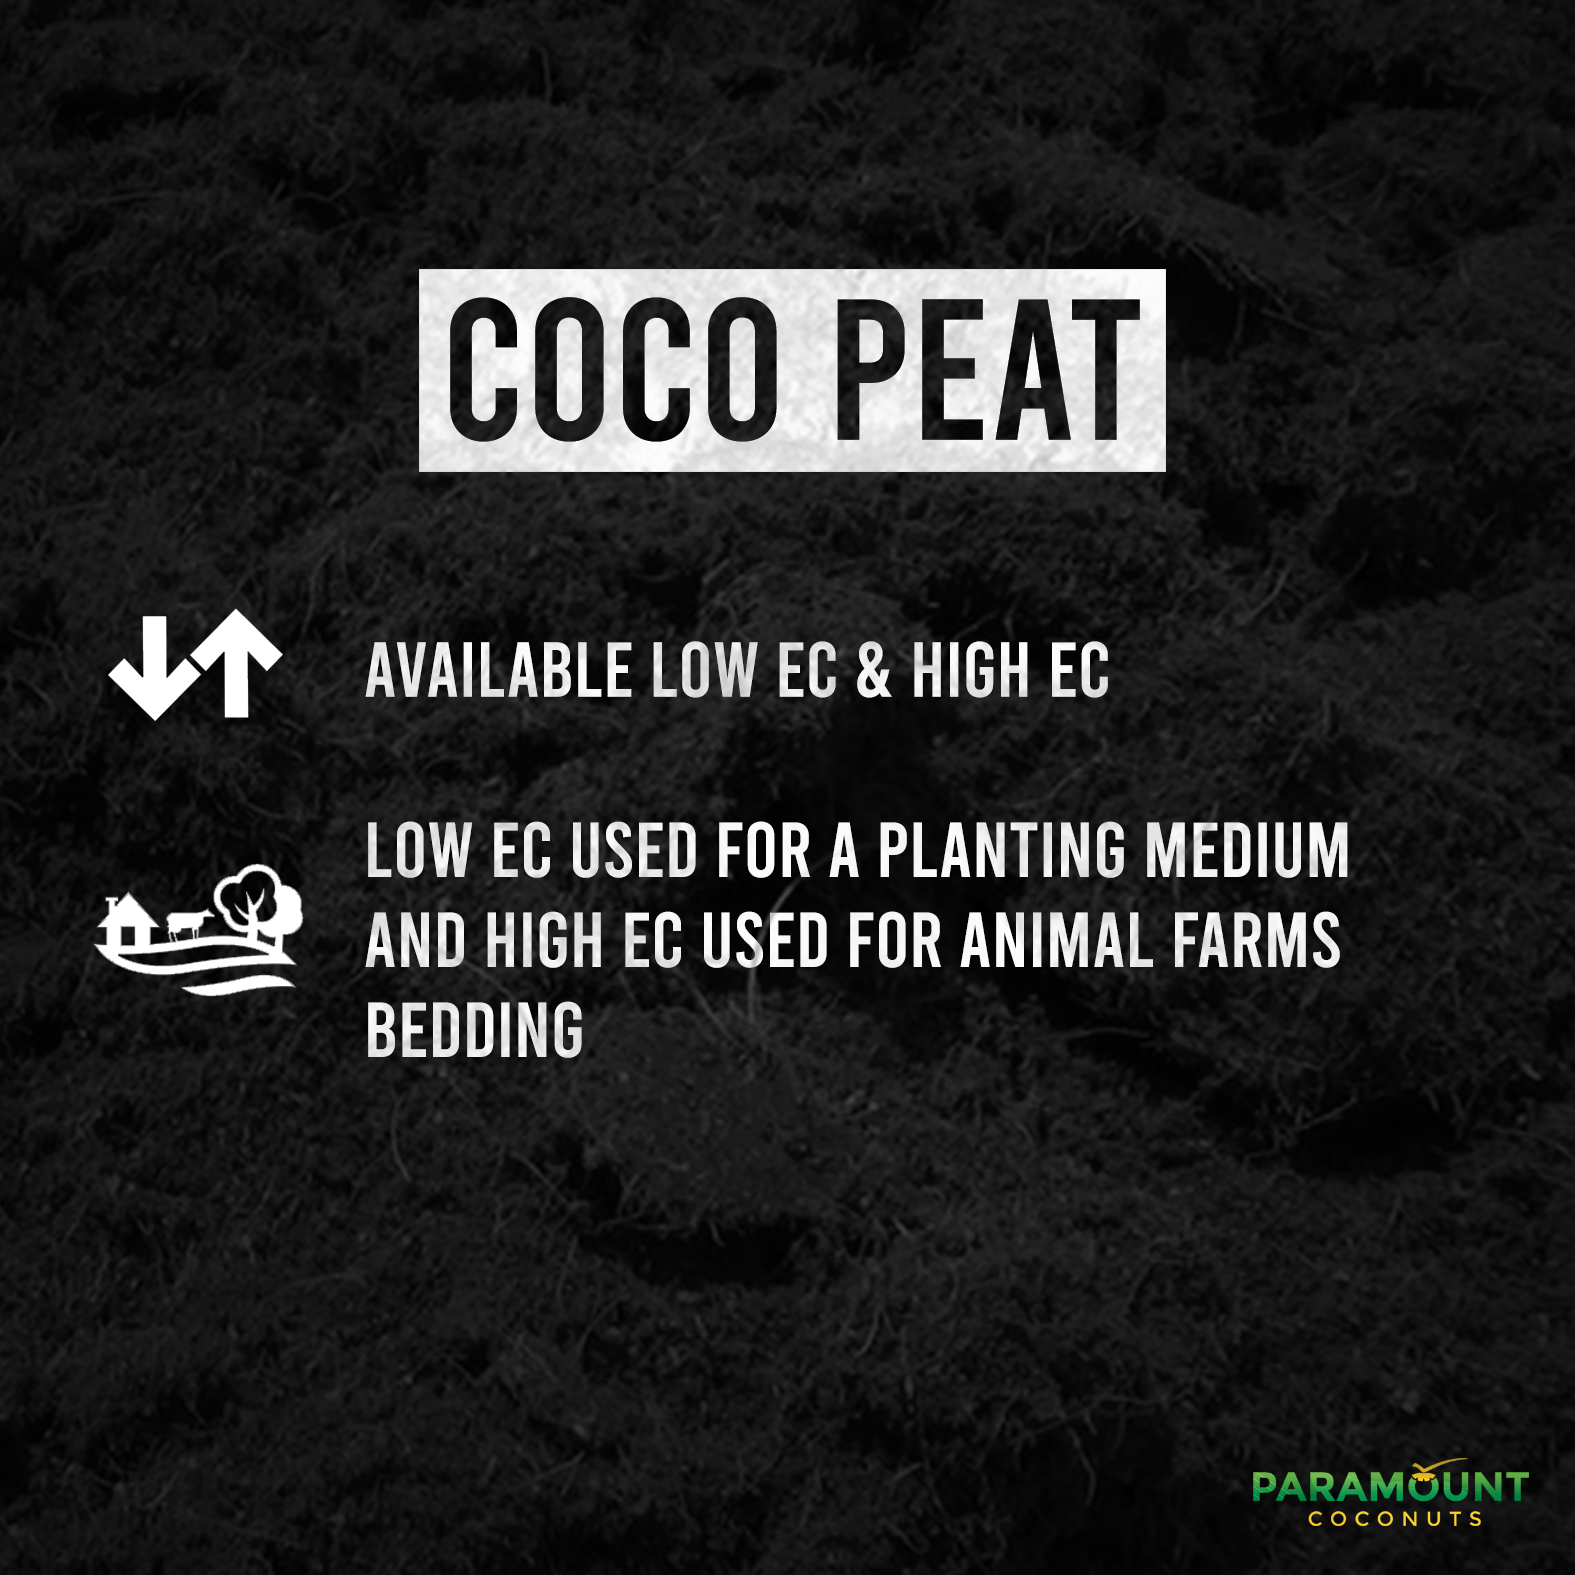 COCO PEAT
AVAILABLE LOW EC & HIGH EC
LOW EC USED FOR A PLANTING MEDIUM
AND HIGH EC USED FOR ANIMAL FARMS
BEDDING
PARAMOUNT
COCONUTS